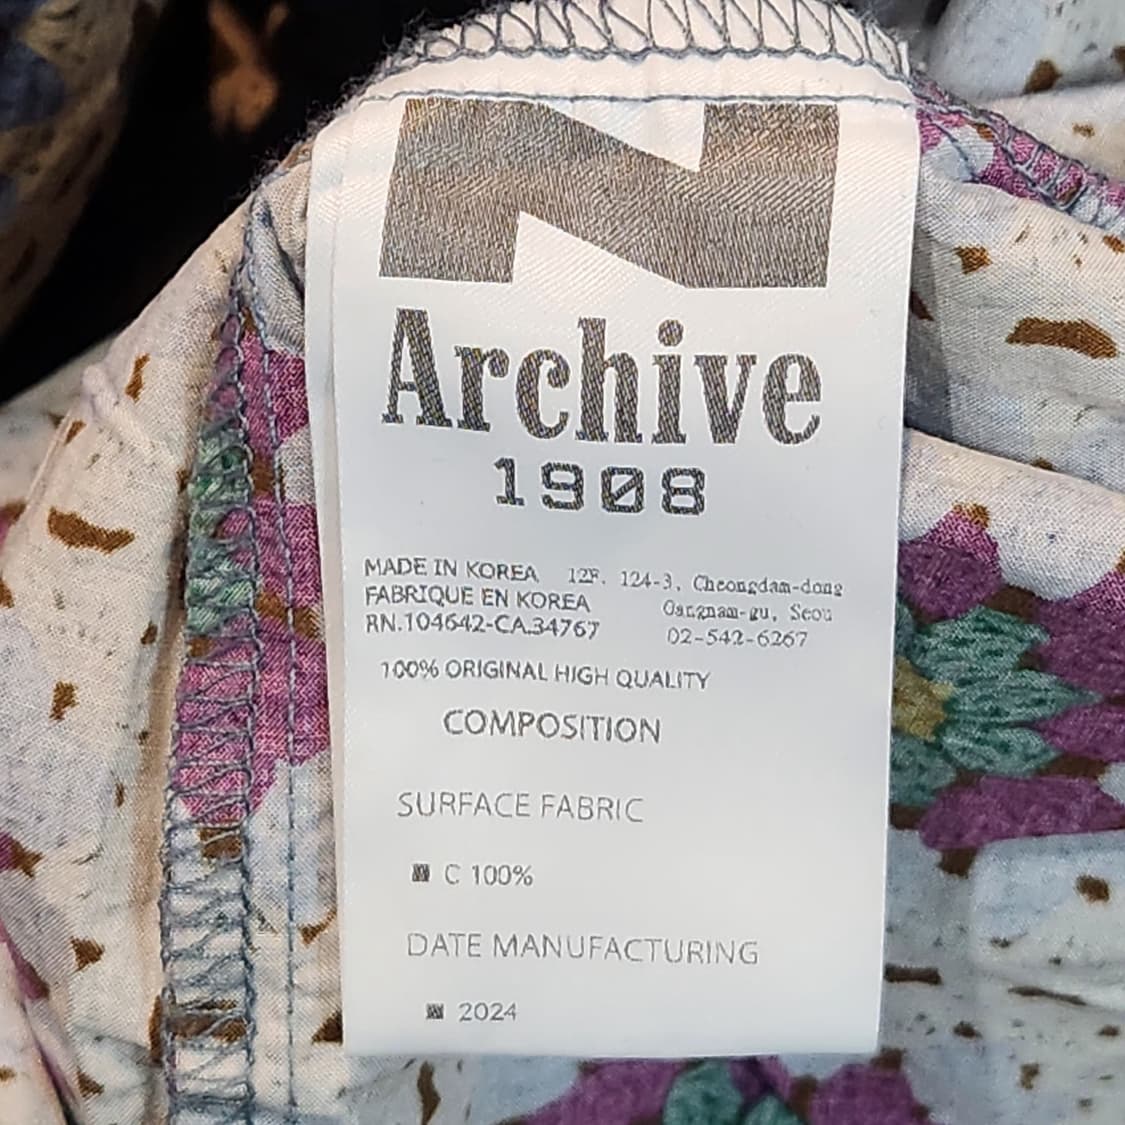 N
Archive
1908
MADE IN KOREA 12F. 124-3, Cheongdam-dong
FABRIQUE EN KOREA Gangnam-gu, Seou
RN.104642-CA.34767 02-542-6267
100% ORIGINAL HIGH QUALITY
COMPOSITION
SURFACE FABRIC
C 100%
DATE MANUFACTURING
2024